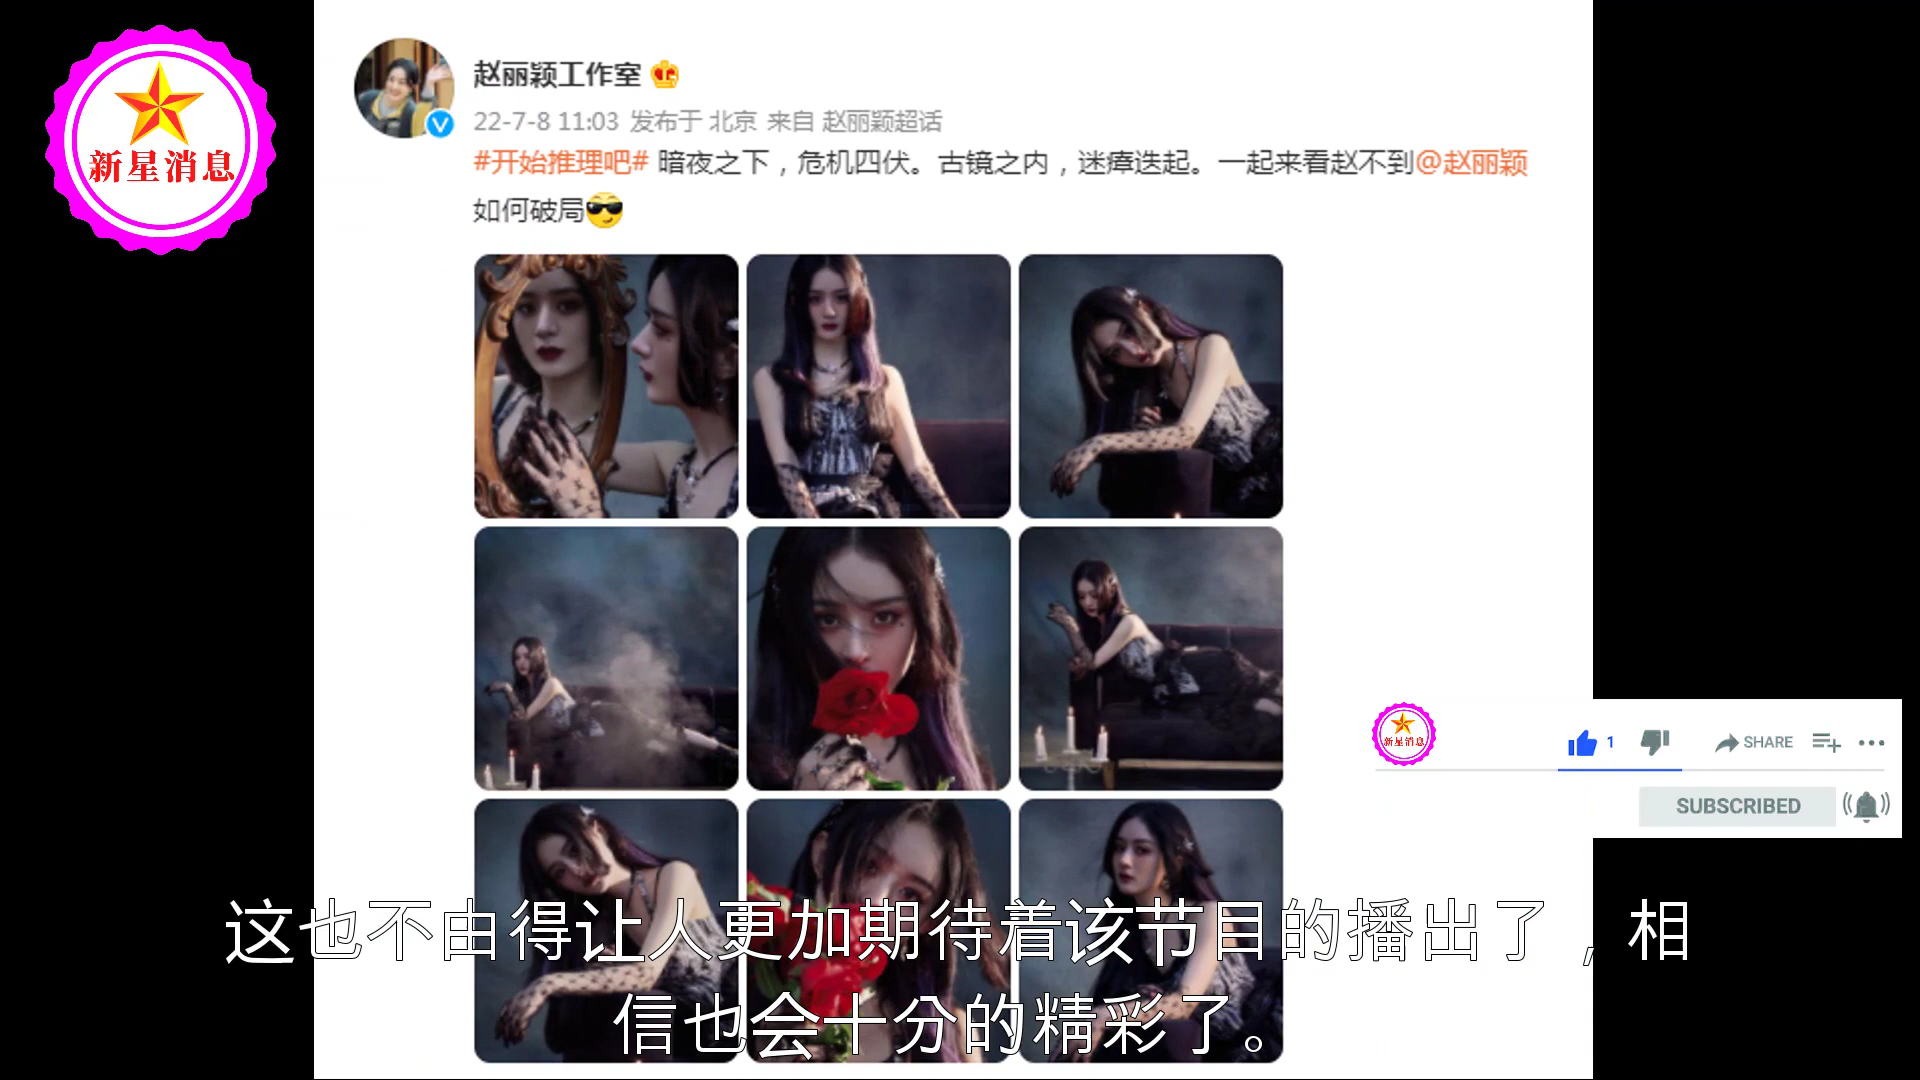 新星消息
赵丽颖工作室
22-7-8 11:03 发布于 北京 来自 赵丽颖超话
#开始推理吧# 暗夜之下，危机四伏。古镜之内，迷瘴迭起。一起来看赵不到@赵丽颖
如何破局
新星消息
1 SHARE
SUBSCRIBED
这也不由得让人更加期待着该节目的播出了，相
信也会十分的精彩了。